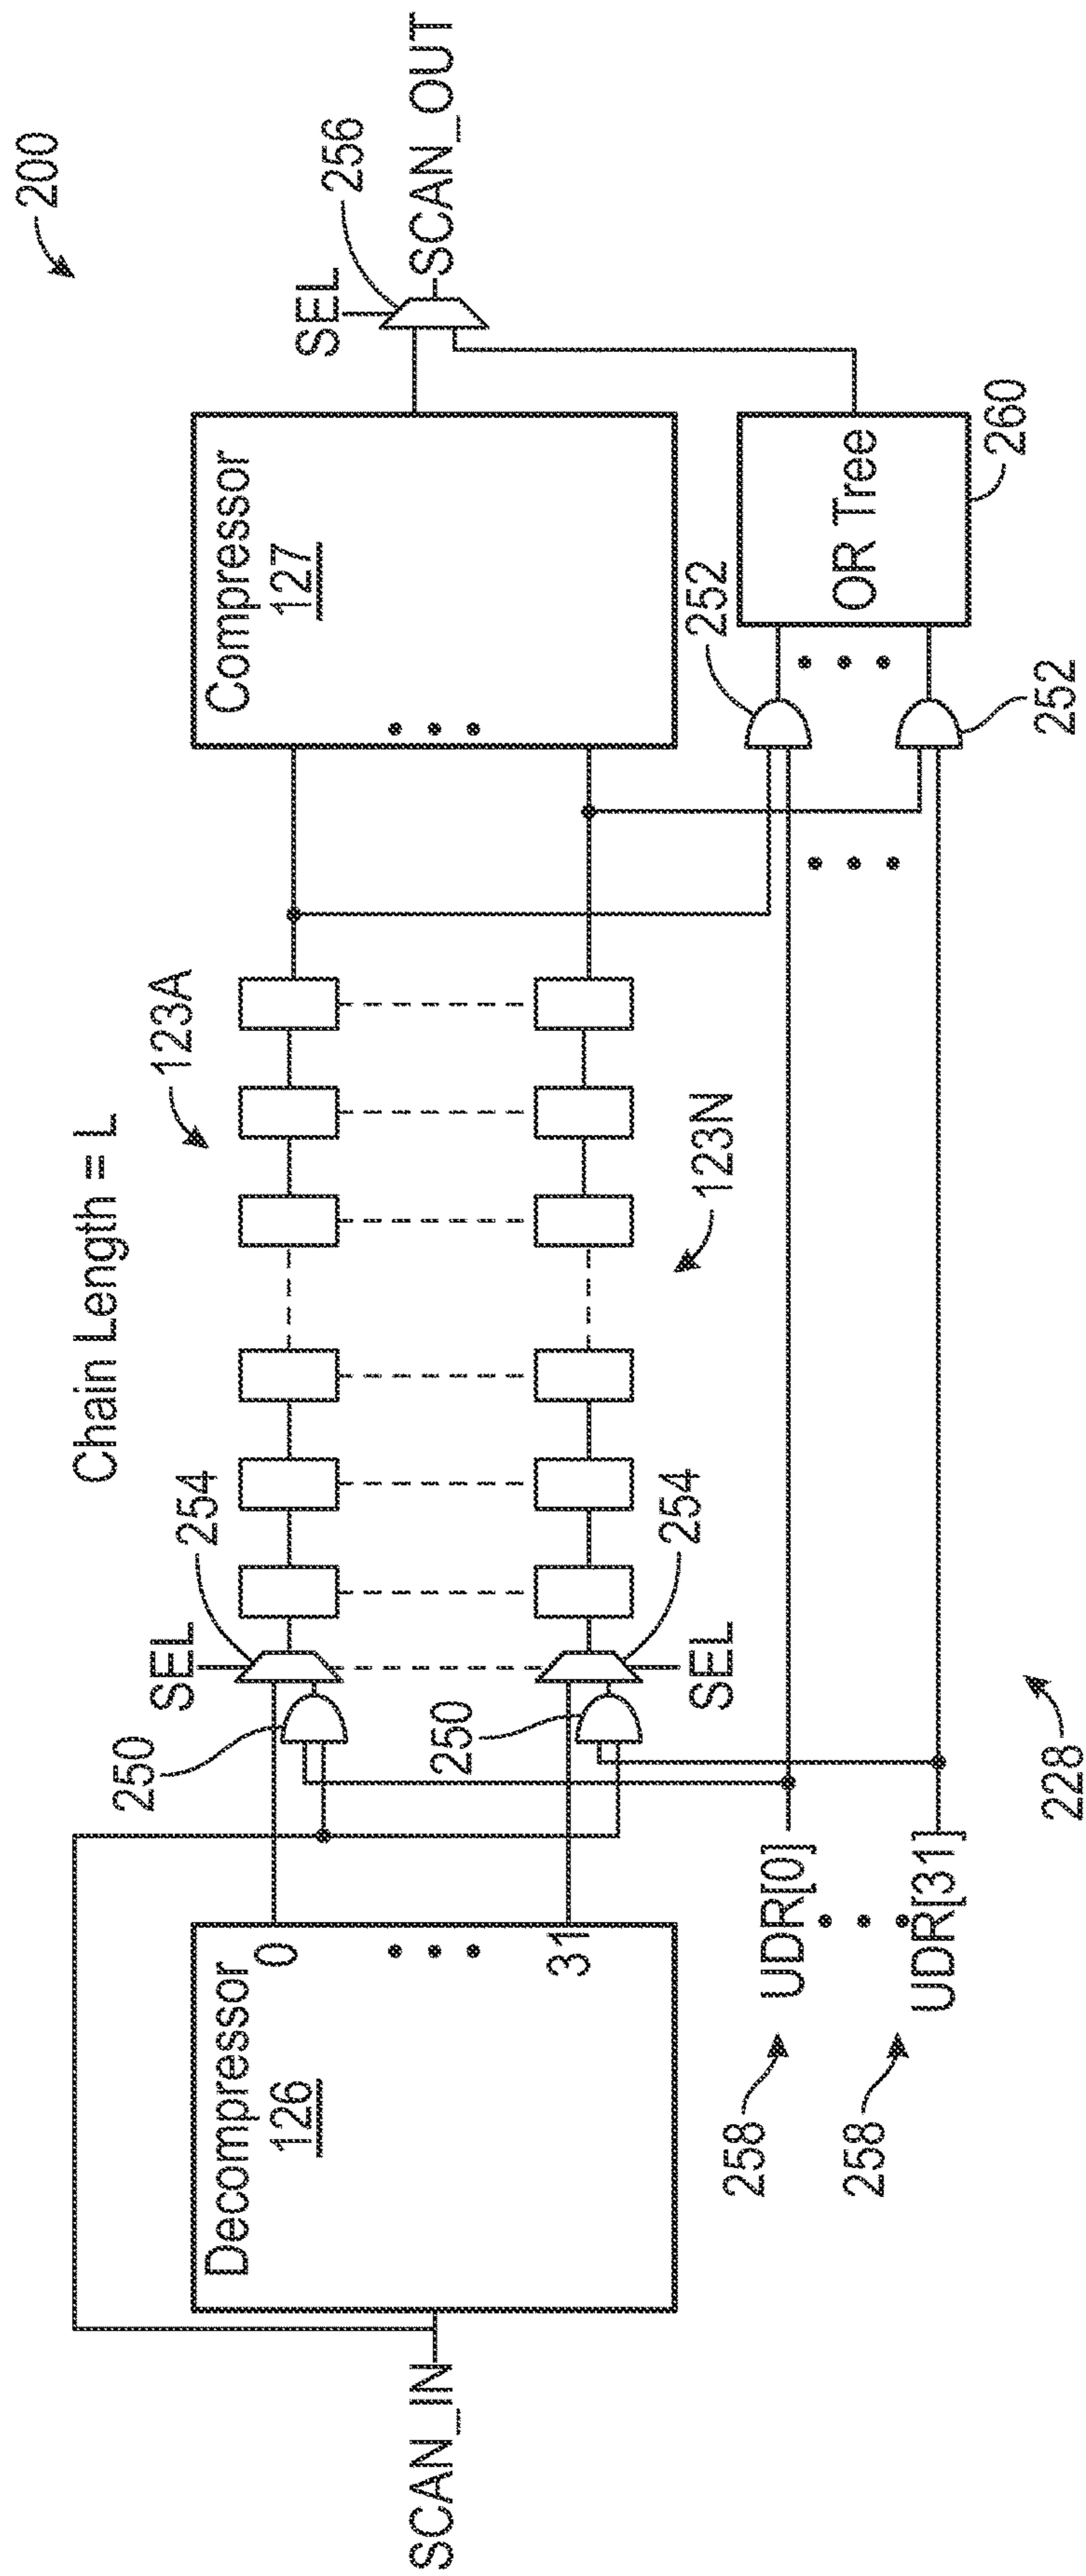 200
Chain Length = L
SEL
256
SCAN_OUT
123A
254
SEL
250
Decompressor
126
0
31
Compressor
127
SCAN_IN
250
254
SEL
123N
252
OR Tree
260
252
258
UDR[0]
258
UDR[31]
228